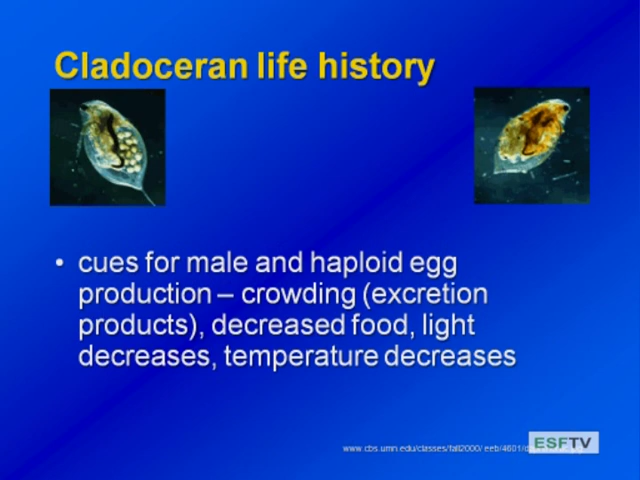 Cladoceran life history
• cues for male and haploid egg
production – crowding (excretion
products), decreased food, light
decreases, temperature decreases
ESFTV
www.cbs.umn.edu/classes/fall2000/ eeb/4601/